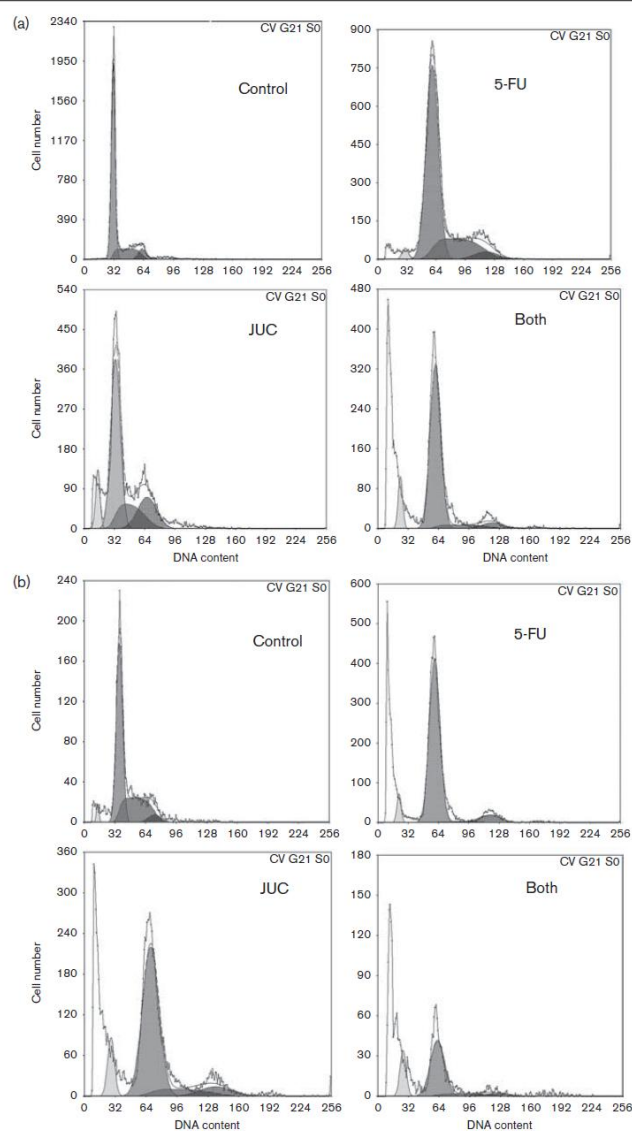 (a)
CV G21 S0
Control
Cell number
2340
1950
1560
1170
780
390
0
0 32 64 96 128 160 192 224 256
CV G21 S0
5-FU
900
750
600
450
300
150
0
0 32 64 96 128 160 192 224 256
CV G21 S0
JUC
Cell number
540
450
360
270
180
90
0
0 32 64 96 128 160 192 224 256
DNA content
CV G21 S0
Both
480
400
320
240
160
80
0
0 32 64 96 128 160 192 224 256
DNA content
(b)
CV G21 S0
Control
Cell number
240
200
160
120
80
40
0
0 32 64 96 128 160 192 224 256
CV G21 S0
5-FU
600
500
400
300
200
100
0
0 32 64 96 128 160 192 224 256
CV G21 S0
JUC
Cell number
360
300
240
180
120
60
0
0 32 64 96 128 160 192 224 256
DNA content
CV G21 S0
Both
180
150
120
90
60
30
0
0 32 64 96 128 160 192 224 256
DNA content